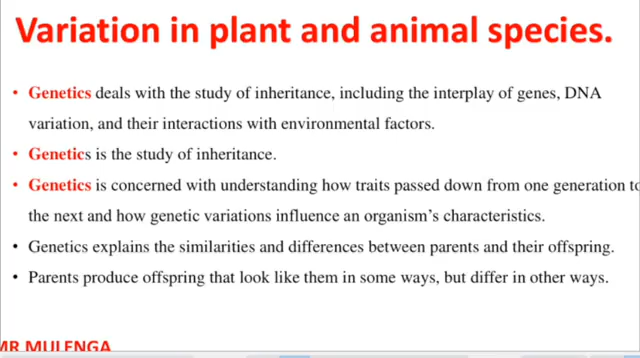 Variation in plant and animal species.
• Genetics deals with the study of inheritance, including the interplay of genes, DNA
variation, and their interactions with environmental factors.
• Genetics is the study of inheritance.
• Genetics is concerned with understanding how traits passed down from one generation to
the next and how genetic variations influence an organism's characteristics.
• Genetics explains the similarities and differences between parents and their offspring.
• Parents produce offspring that look like them in some ways, but differ in other ways.
MR MULENGA